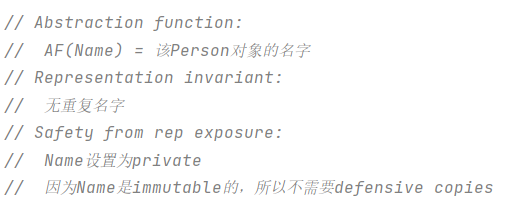 // Abstraction function:
//  AF(Name) = 该Person对象的名字
// Representation invariant:
//  无重复名字
// Safety from rep exposure:
//  Name设置为private
//  因为Name是immutable的，所以不需要defensive copies